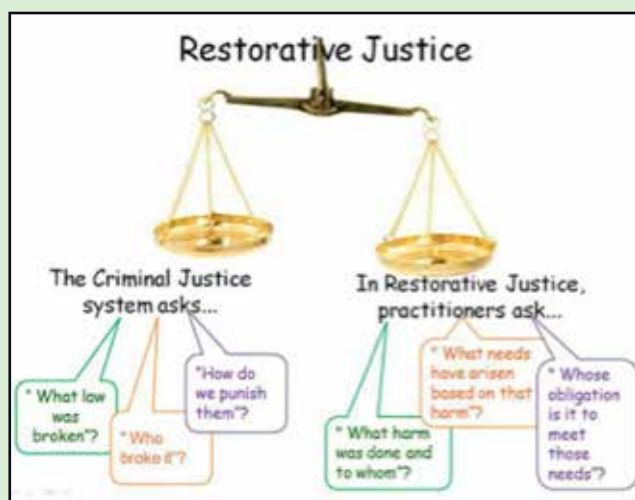 Restorative Justice
The Criminal Justice
system asks...
" What law
was
broken"?
" Who
broke it"?
"How do
we punish
them"?
In Restorative Justice,
practitioners ask...
" What harm
was done and
to whom"?
" What needs
have arisen
based on that
harm"?
" Whose
obligation
is it to
meet
those
needs"?